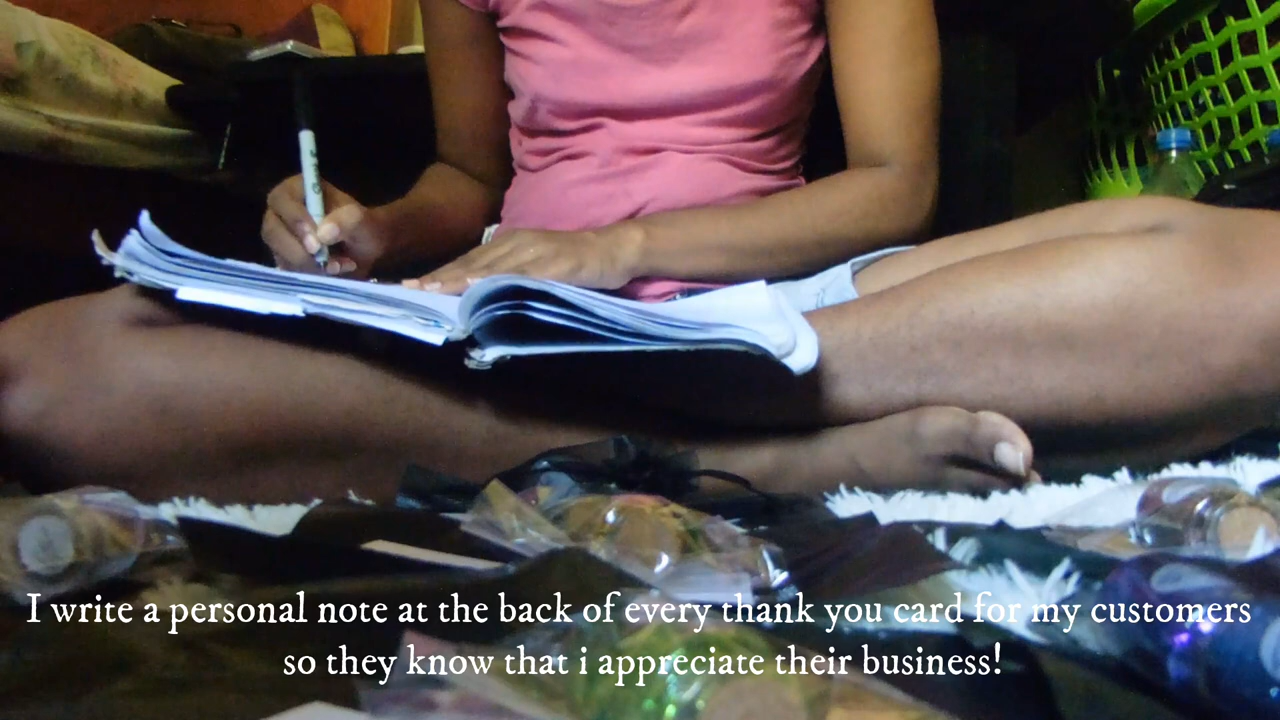 I write a personal note at the back of every thank you card for my customers
so they know that i appreciate their business!